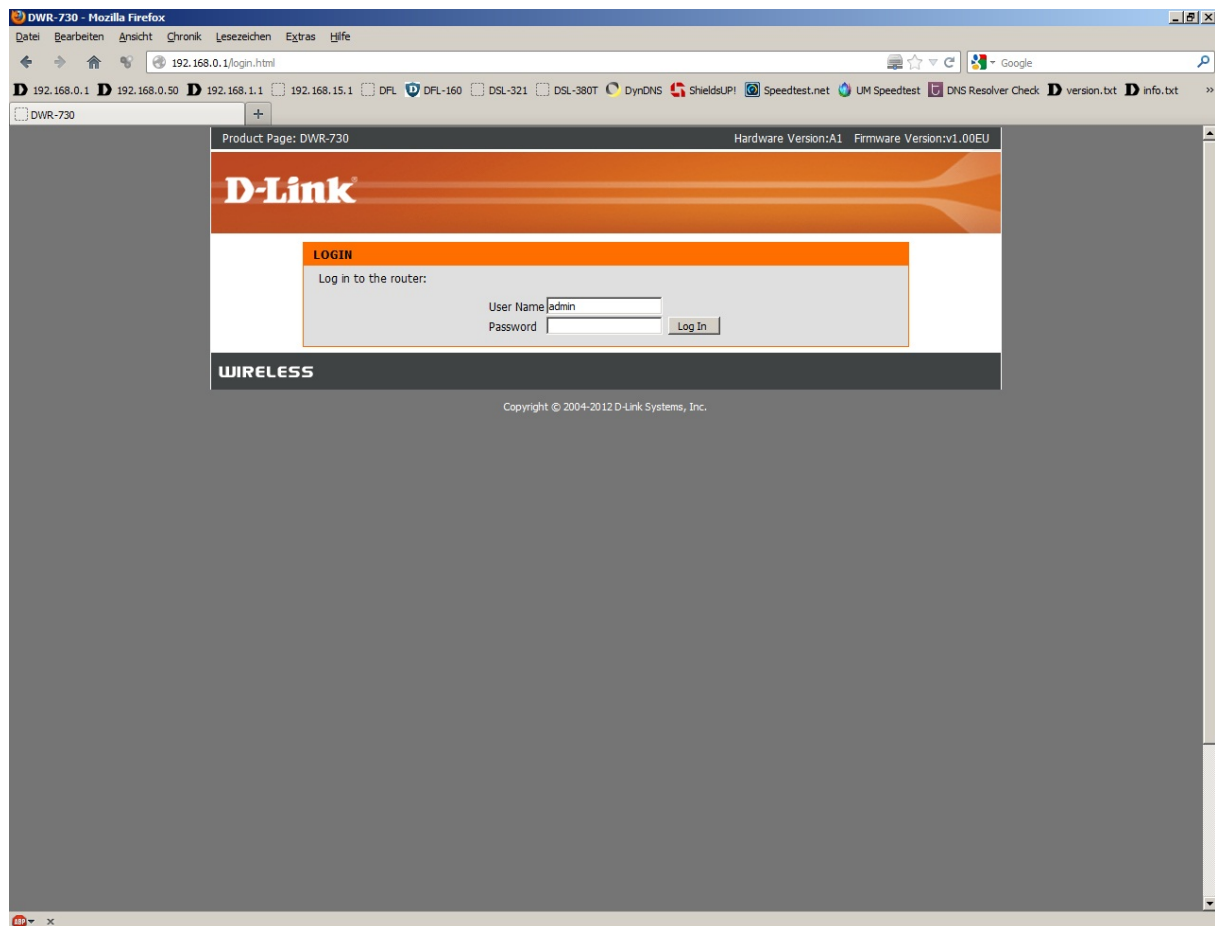 DWR-730 - Mozilla Firefox
Datei Bearbeiten Ansicht Chronik Lesezeichen Extras Hilfe
192.168.0.1/login.html Google
192.168.0.1 192.168.0.50 192.168.1.1 192.168.15.1 DFL DFL-160 DSL-321 DSL-380T DynDNS ShieldsUP! Speedtest.net UM Speedtest DNS Resolver Check version.txt info.txt »
DWR-730 +
Product Page: DWR-730 Hardware Version:A1 Firmware Version:v1.00EU
D-Link
LOGIN
Log in to the router:
User Name admin
Password Log In
WIRELESS
Copyright © 2004-2012 D-Link Systems, Inc.
ABP x